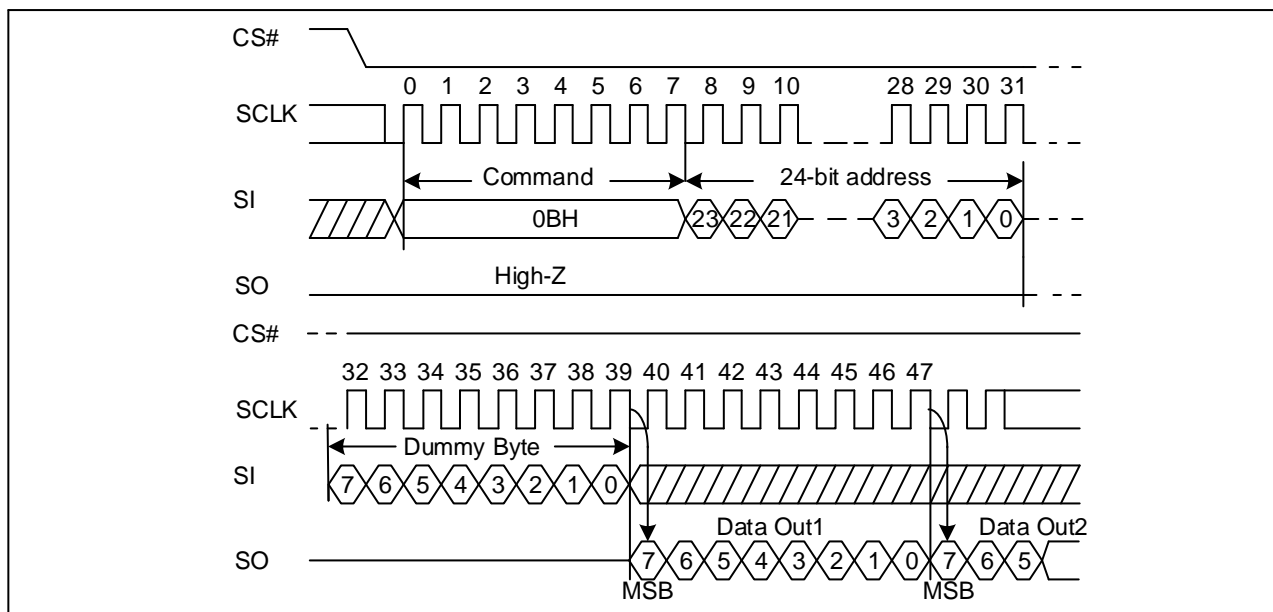 CS#
0 1 2 3 4 5 6 7 8 9 10 28 29 30 31
SCLK
Command 24-bit address
SI
0BH 23 22 21 3 2 1 0
High-Z
SO
CS#
32 33 34 35 36 37 38 39 40 41 42 43 44 45 46 47
SCLK
Dummy Byte
SI
7 6 5 4 3 2 1 0
Data Out1 Data Out2
SO
7 6 5 4 3 2 1 0 7 6 5
MSB MSB